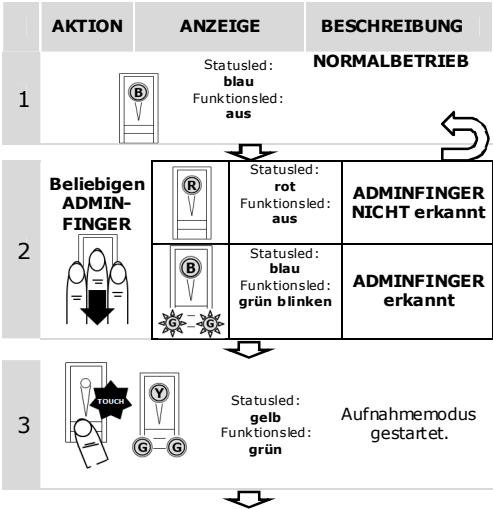 AKTION ANZEIGE BESCHREIBUNG
1
B
Statusled:
blau
Funktionsled:
aus
NORMALBETRIEB
2
Beliebigen
ADMIN-
FINGER
R
Statusled:
rot
Funktionsled:
aus
ADMINFINGER
NICHT erkannt
B
G G
Statusled:
blau
Funktionsled:
grün blinken
ADMINFINGER
erkannt
3
TOUCH
Y
G G
Statusled:
gelb
Funktionsled:
grün
Aufnahmemodus
gestartet.